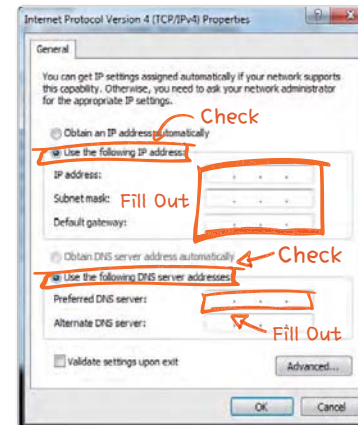 Internet Protocol Version 4 (TCP/IPv4) Properties
General
You can get IP settings assigned automatically if your network supports
this capability. Otherwise, you need to ask your network administrator
for the appropriate IP settings.
Check
Obtain an IP address automatically
Use the following IP address:
IP address:
Subnet mask:
Fill Out
Default gateway:
Obtain DNS server address automatically
Check
Use the following DNS server addresses:
Preferred DNS server:
Alternate DNS server:
Fill Out
Validate settings upon exit
Advanced...
OK
Cancel